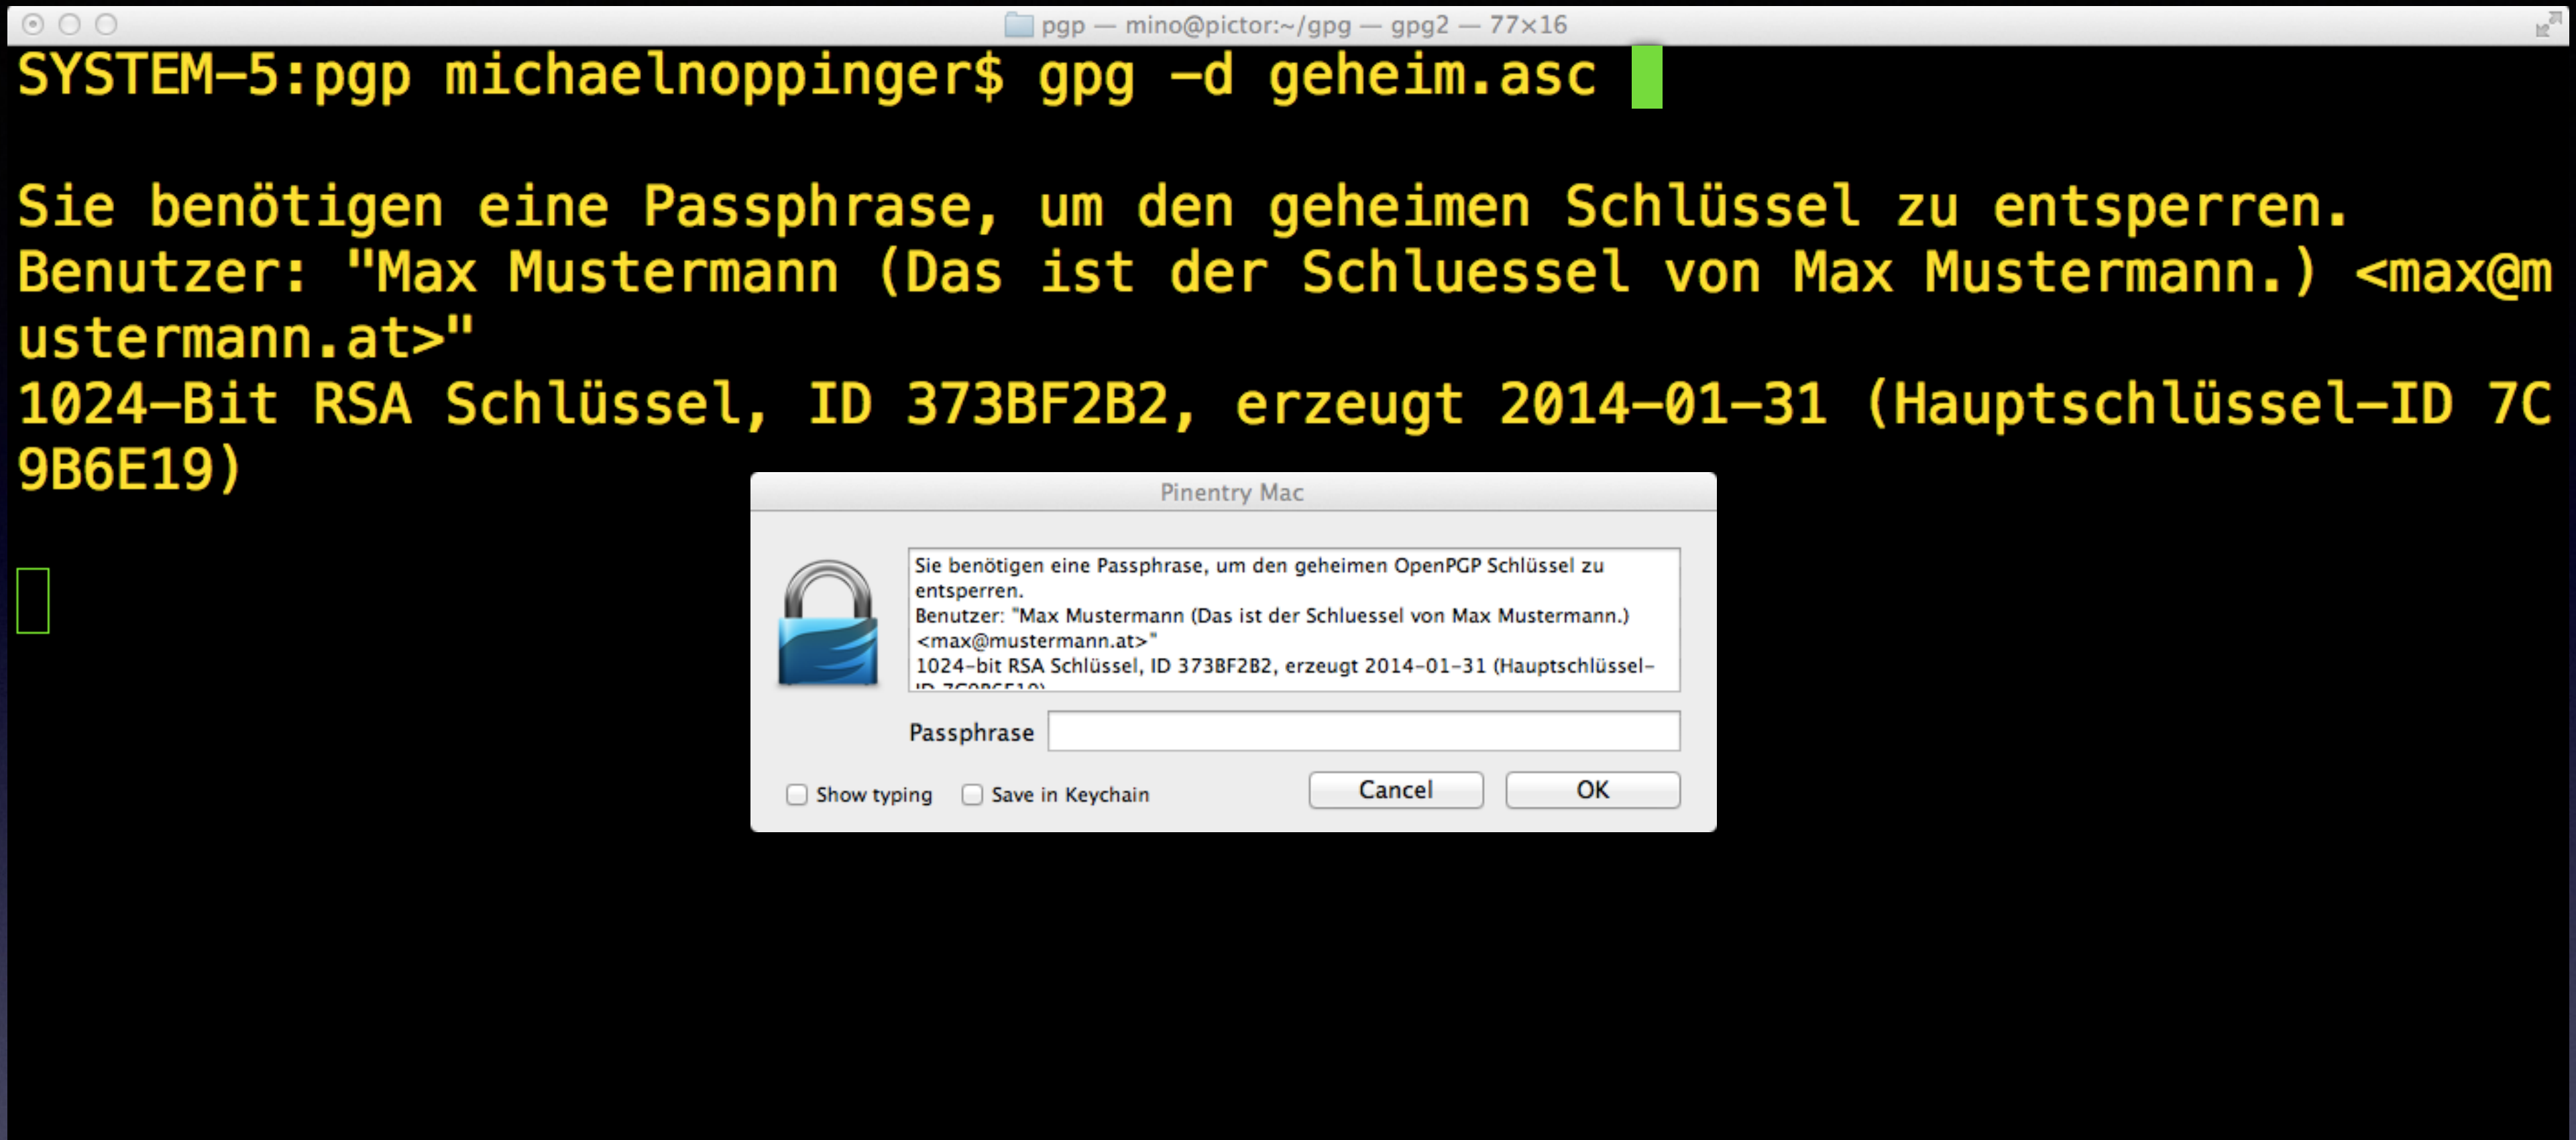 pgp — mino@pictor:~/gpg — gpg2 — 77×16
SYSTEM-5:pgp michaelnoppinger$ gpg -d geheim.asc
Sie benötigen eine Passphrase, um den geheimen Schlüssel zu entsperren.
Benutzer: "Max Mustermann (Das ist der Schluessel von Max Mustermann.) <max@m
ustermann.at>"
1024-Bit RSA Schlüssel, ID 373BF2B2, erzeugt 2014-01-31 (Hauptschlüssel-ID 7C
9B6E19)
Pinentry Mac
Sie benötigen eine Passphrase, um den geheimen OpenPGP Schlüssel zu
entsperren.
Benutzer: "Max Mustermann (Das ist der Schluessel von Max Mustermann.)
<max@mustermann.at>"
1024-bit RSA Schlüssel, ID 373BF2B2, erzeugt 2014-01-31 (Hauptschlüssel-
ID 7C9B6E19)
Passphrase
Show typing Save in Keychain Cancel OK